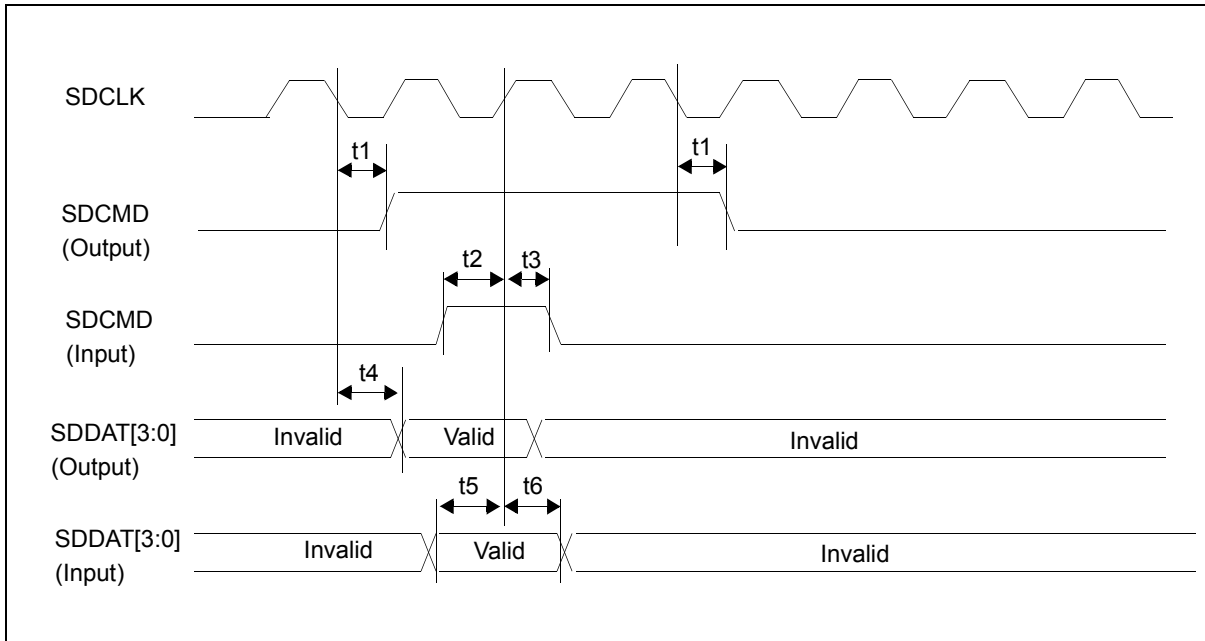 SDCLK
t1
t1
SDCMD
(Output)
t2
t3
SDCMD
(Input)
t4
SDDAT[3:0]
(Output)
Invalid
Valid
Invalid
t5
t6
SDDAT[3:0]
(Input)
Invalid
Valid
Invalid